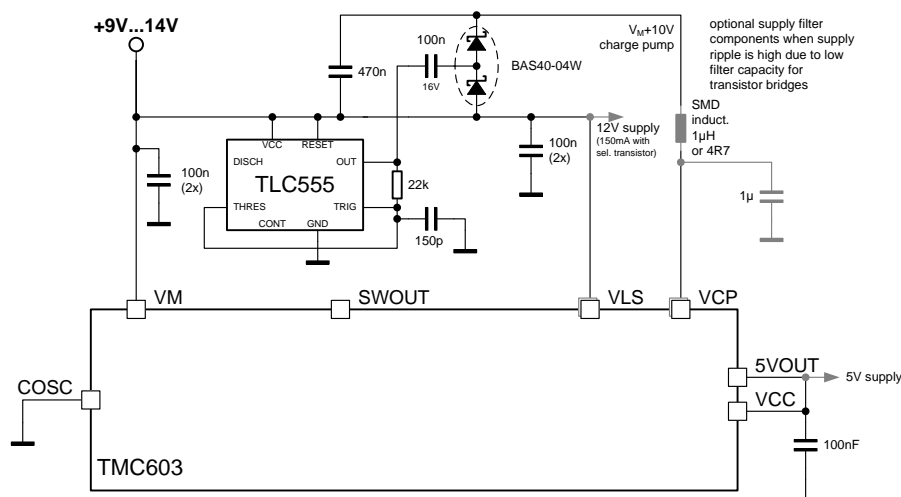 +9V...14V
100n
16V
470n
BAS40-04W
V_M+10V
charge pump
optional supply filter
components when supply
ripple is high due to low
filter capacity for
transistor bridges
SMD
induct.
1µH
or 4R7
12V supply
(150mA with
sel. transistor)
100n
(2x)
1µ
VCC
RESET
DISCH
OUT
TLC555
THRES
TRIG
CONT
GND
22k
150p
100n
(2x)
VM
SWOUT
VLS
VCP
COSC
5VOUT
5V supply
VCC
100nF
TMC603